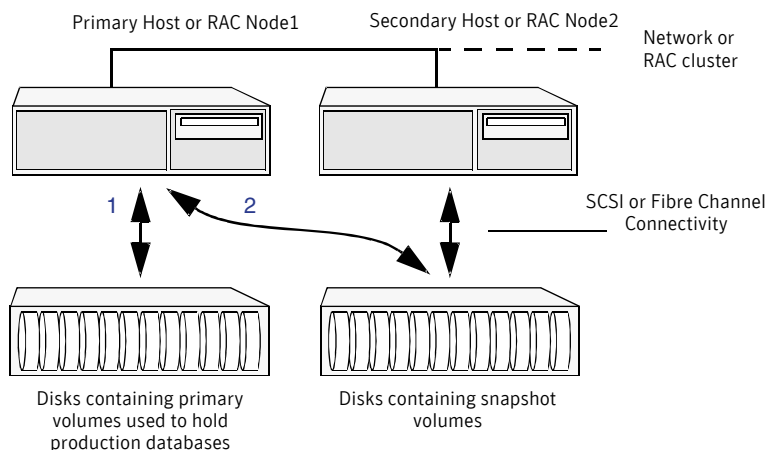 Primary Host or RAC Node1
Secondary Host or RAC Node2
Network or
RAC cluster
1
2
SCSI or Fibre Channel
Connectivity
Disks containing primary
volumes used to hold
production databases
Disks containing snapshot
volumes